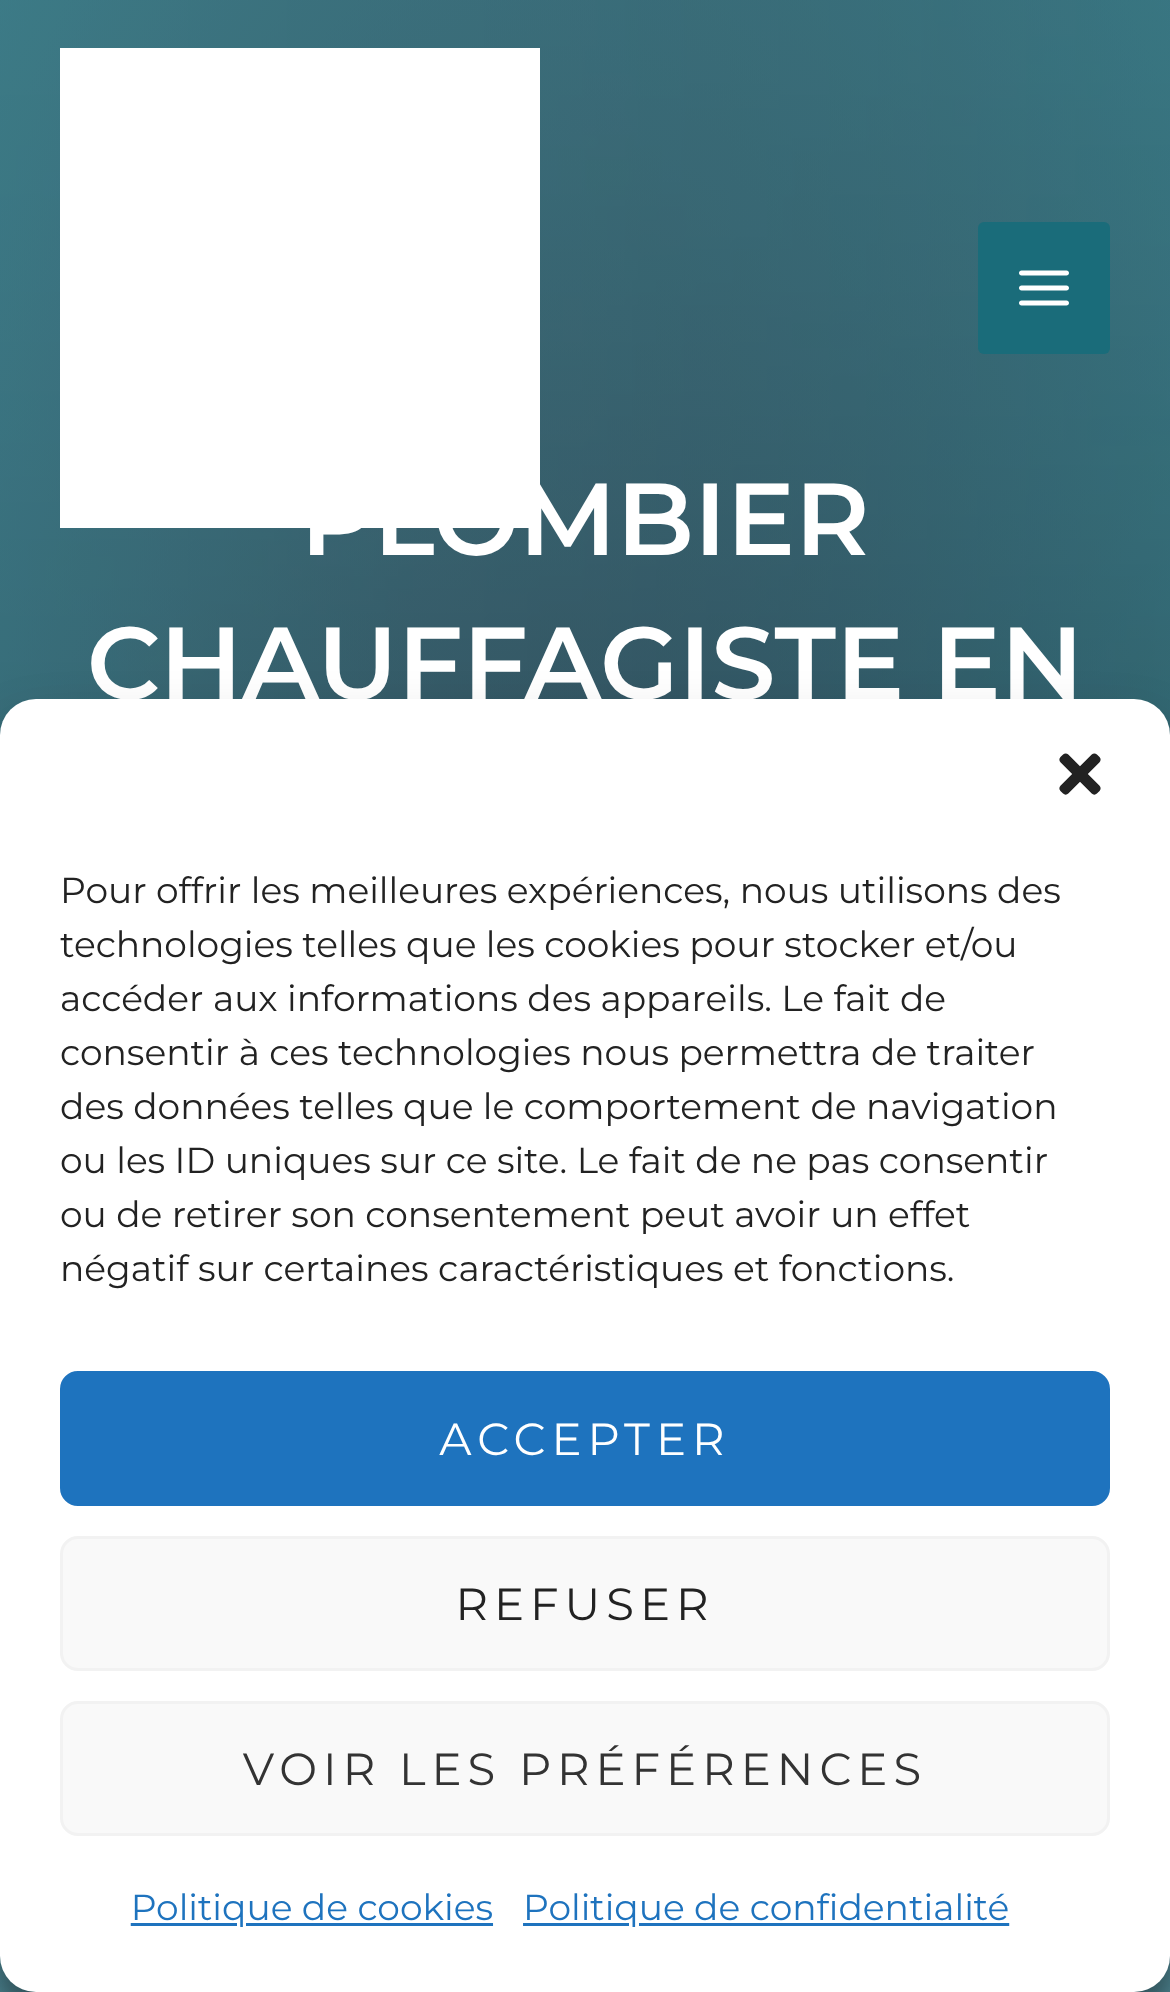 PLOMBIER
CHAUFFAGISTE EN
Pour offrir les meilleures expériences, nous utilisons des
technologies telles que les cookies pour stocker et/ou
accéder aux informations des appareils. Le fait de
consentir à ces technologies nous permettra de traiter
des données telles que le comportement de navigation
ou les ID uniques sur ce site. Le fait de ne pas consentir
ou de retirer son consentement peut avoir un effet
négatif sur certaines caractéristiques et fonctions.
ACCEPTER
REFUSER
VOIR LES PRÉFÉRENCES
Politique de cookies Politique de confidentialité